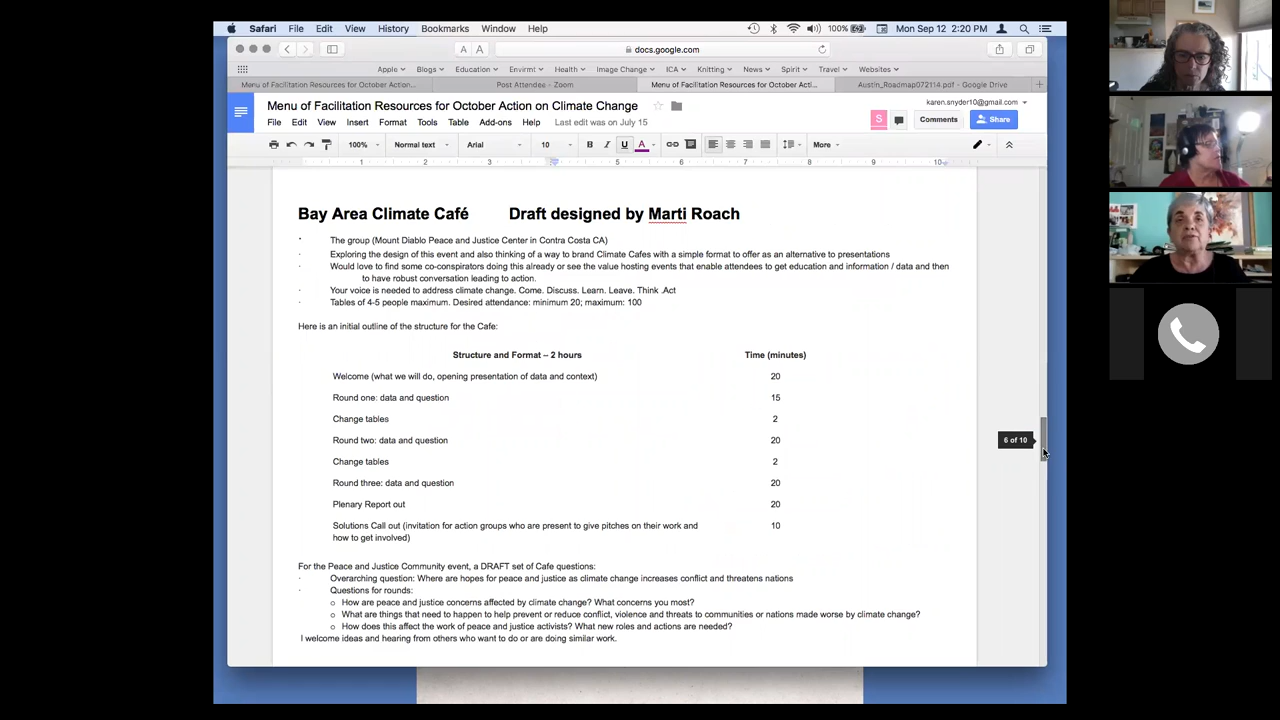 Safari File Edit View History Bookmarks Window Help 100% Mon Sep 12 2:20 PM
A A docs.google.com
Apple Blogs Education Envirmt Health Image Change ICA Knitting News Spirit Travel Websites
Menu of Facilitation Resources for October Action... Post Attendee - Zoom Menu of Facilitation Resources for October Action on Climate Change - Googl... Austin_Roadmap072114.pdf - Google Drive
Menu of Facilitation Resources for October Action on Climate Change karen.snyder10@gmail.com
File Edit View Insert Format Tools Table Add-ons Help Last edit was on July 15 S Comments Share
100% Normal text Arial 10 B I U A More
1 2 3 4 5 6 7 8 9 10
Bay Area Climate Café Draft designed by Marti Roach
· The group (Mount Diablo Peace and Justice Center in Contra Costa CA)
· Exploring the design of this event and also thinking of a way to brand Climate Cafes with a simple format to offer as an alternative to presentations
· Would love to find some co-conspirators doing this already or see the value hosting events that enable attendees to get education and information / data and then
to have robust conversation leading to action.
· Your voice is needed to address climate change. Come. Discuss. Learn. Leave. Think .Act
· Tables of 4-5 people maximum. Desired attendance: minimum 20; maximum: 100
Here is an initial outline of the structure for the Cafe:
Structure and Format – 2 hours Time (minutes)
Welcome (what we will do, opening presentation of data and context) 20
Round one: data and question 15
Change tables 2
6 of 10
Round two: data and question 20
Change tables 2
Round three: data and question 20
Plenary Report out 20
Solutions Call out (invitation for action groups who are present to give pitches on their work and 10
how to get involved)
For the Peace and Justice Community event, a DRAFT set of Cafe questions:
· Overarching question: Where are hopes for peace and justice as climate change increases conflict and threatens nations
· Questions for rounds:
o How are peace and justice concerns affected by climate change? What concerns you most?
o What are things that need to happen to help prevent or reduce conflict, violence and threats to communities or nations made worse by climate change?
o How does this affect the work of peace and justice activists? What new roles and actions are needed?
I welcome ideas and hearing from others who want to do or are doing similar work.